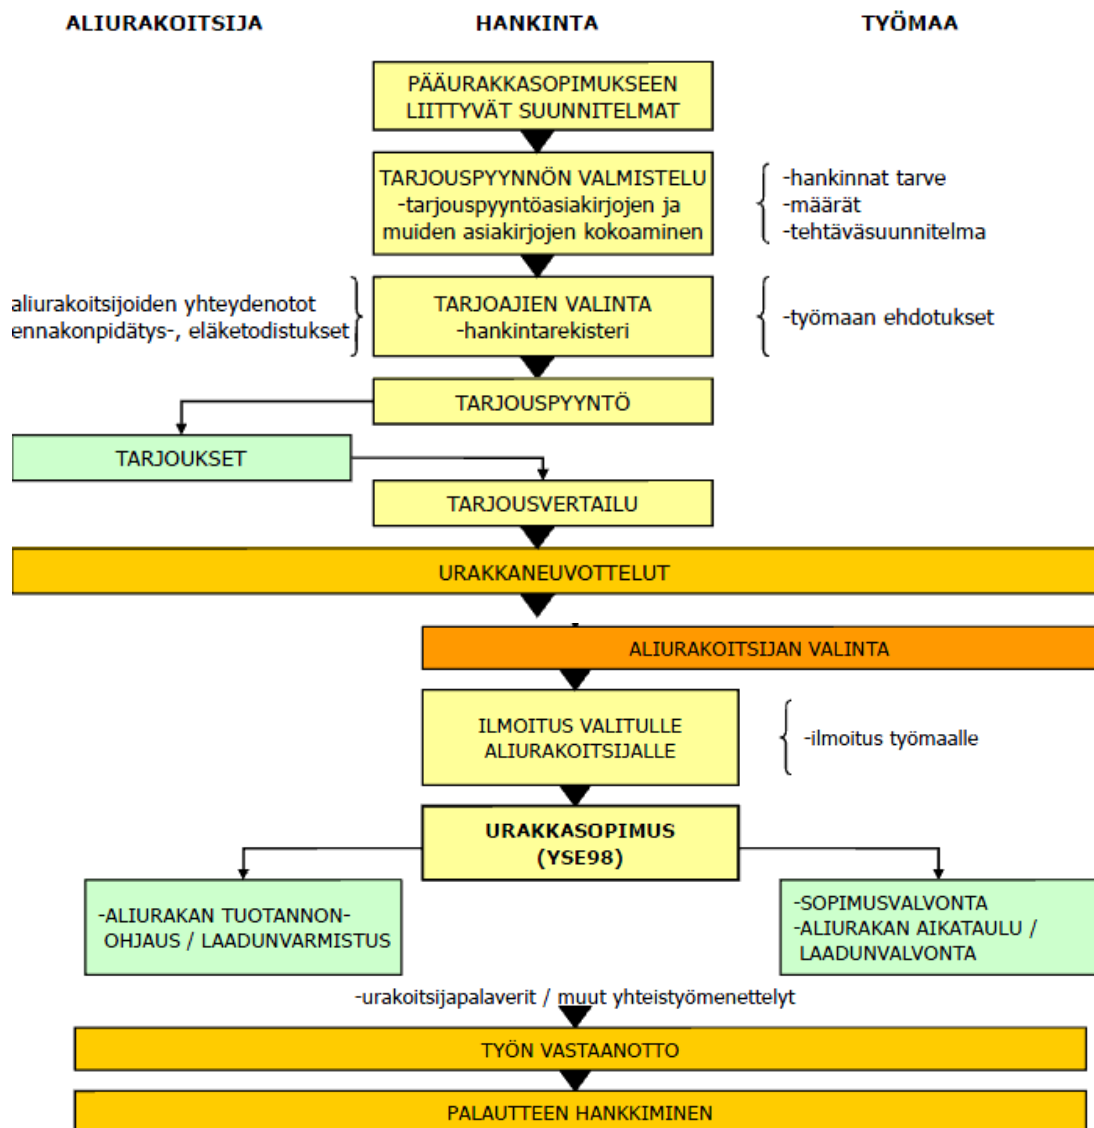 ALIURAKOITSIJA
HANKINTA
TYÖMAA
PÄÄURAKKASOPIMUKSEEN
LIITTYVÄT SUUNNITELMAT
TARJOUSPYYNNÖN VALMISTELU
-tarjouspyyntöasiakirjojen ja
muiden asiakirjojen kokoaminen
-hankinnat tarve
-määrät
-tehtäväsuunnitelma
aliurakoitsijoiden yhteydenotot
ennakonpidätys-, eläketodistukset
TARJOAJIEN VALINTA
-hankintarekisteri
-työmaan ehdotukset
TARJOUSPYYNTÖ
TARJOUKSET
TARJOUSVERTAILU
URAKKANEUVOTTELUT
ALIURAKOITSIJAN VALINTA
ILMOITUS VALITULLE
ALIURAKOITSIJALLE
-ilmoitus työmaalle
URAKKASOPIMUS
(YSE98)
-ALIURAKAN TUOTANNON-
OHJAUS / LAADUNVARMISTUS
-SOPIMUSVALVONTA
-ALIURAKAN AIKATAULU /
LAADUNVALVONTA
-urakoitsijapalaverit / muut yhteistyömenettelyt
TYÖN VASTAANOTTO
PALAUTTEEN HANKKIMINEN